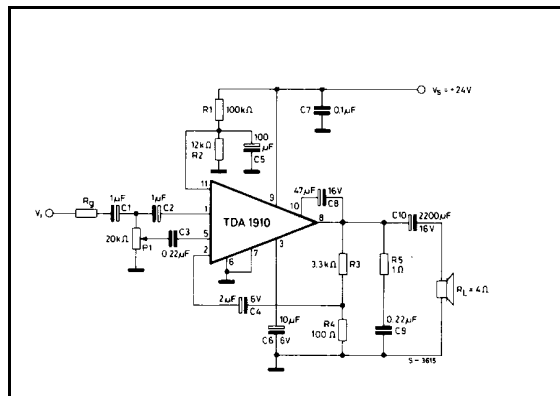 Vs = +24V
R1
100kΩ
C7
0.1µF
12kΩ
R2
100
µF
C5
47µF
16V
C8
11
9
10
1µF
C1
1µF
C2
1
TDA 1910
8
Rg
Vi
C10
2200µF
16V
20kΩ
P1
C3
0.22µF
5
2
6
7
3
3.3kΩ
R3
R5
1Ω
RL = 4Ω
2µF
6V
C4
10µF
C6
6V
R4
100Ω
0.22µF
C9
S-3615